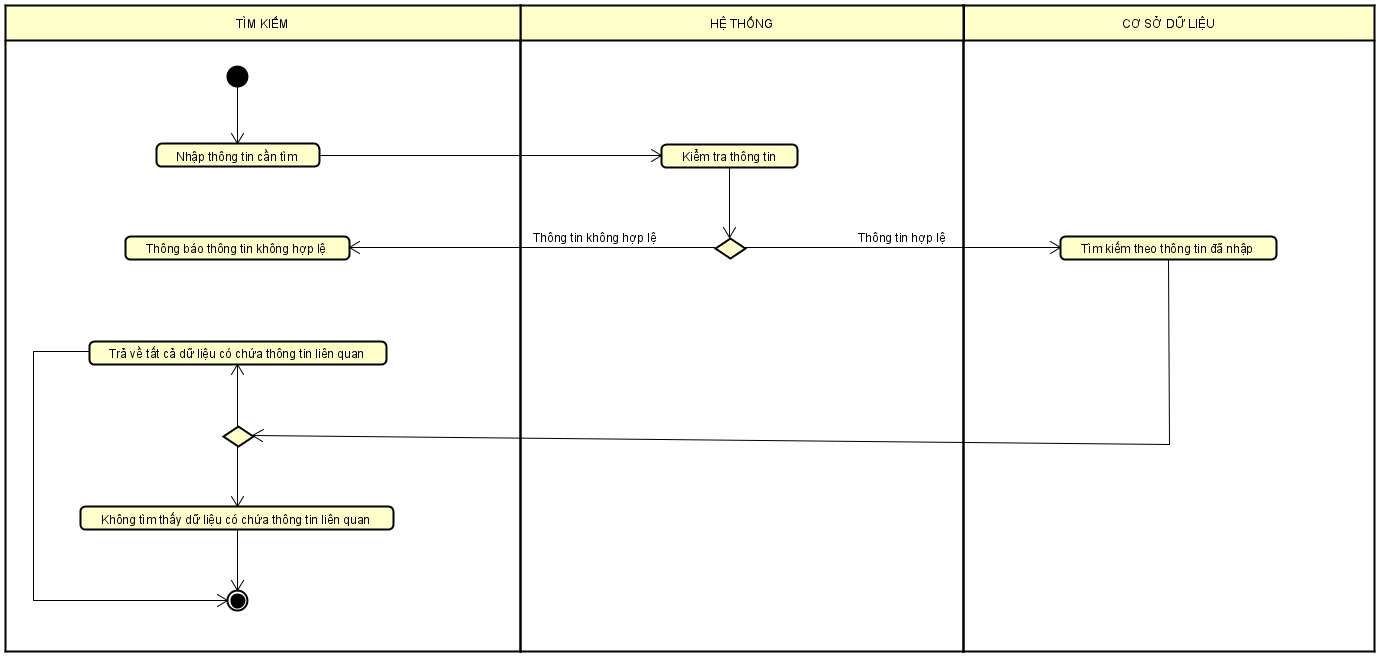 TÌM KIẾM
HỆ THỐNG
CƠ SỞ DỮ LIỆU
Nhập thông tin cần tìm
Kiểm tra thông tin
Thông báo thông tin không hợp lệ
Thông tin không hợp lệ
Thông tin hợp lệ
Tìm kiếm theo thông tin đã nhập
Trả về tất cả dữ liệu có chứa thông tin liên quan
Không tìm thấy dữ liệu có chứa thông tin liên quan